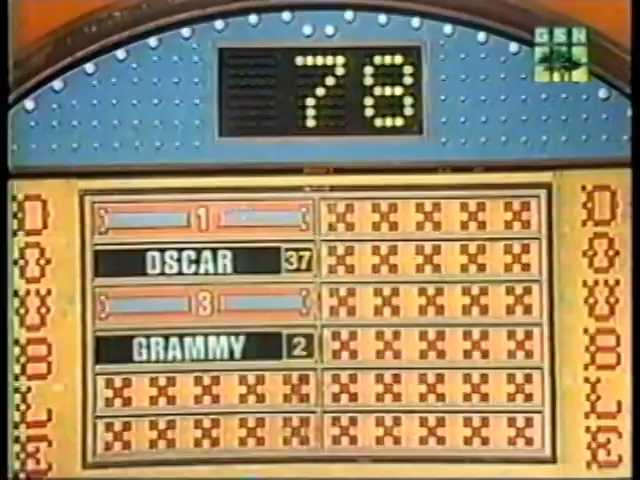 GSN
78
1
OSCAR 37
3
GRAMMY 2
DOUBLE
DOUBLE